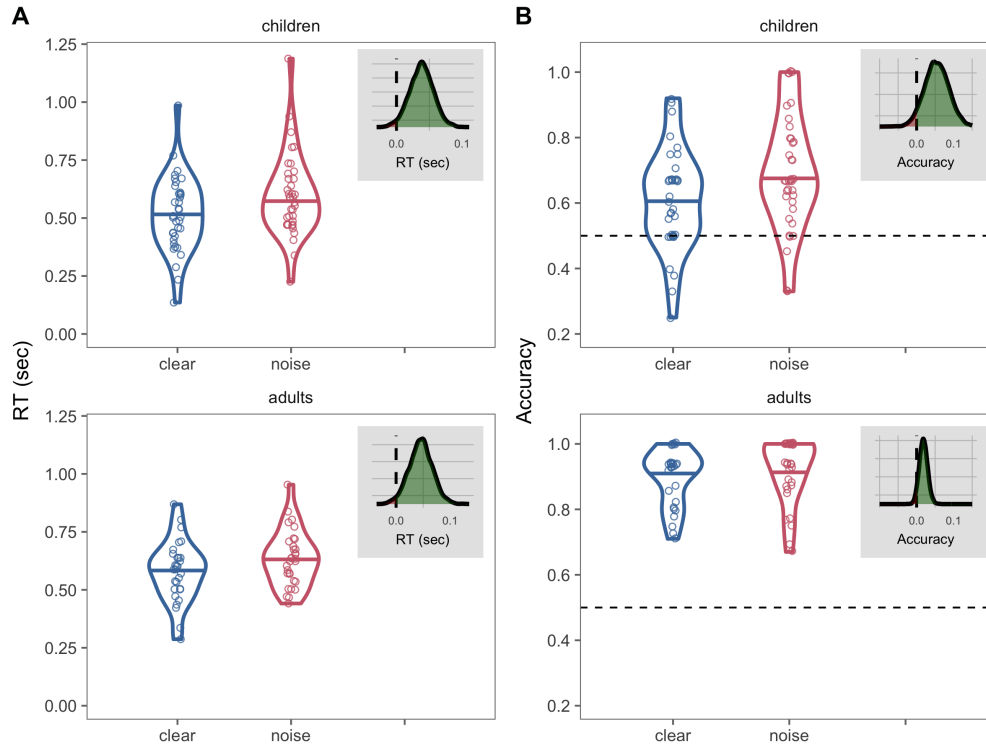 A
children
RT (sec)
1.25
1.00
0.75
0.50
0.25
0.00
clear
noise
0.0
0.1
RT (sec)
adults
1.25
1.00
0.75
0.50
0.25
0.00
clear
noise
0.0
0.1
RT (sec)
B
children
Accuracy
1.0
0.8
0.6
0.4
0.2
clear
noise
0.0
0.1
Accuracy
adults
1.0
0.8
0.6
0.4
0.2
clear
noise
0.0
0.1
Accuracy